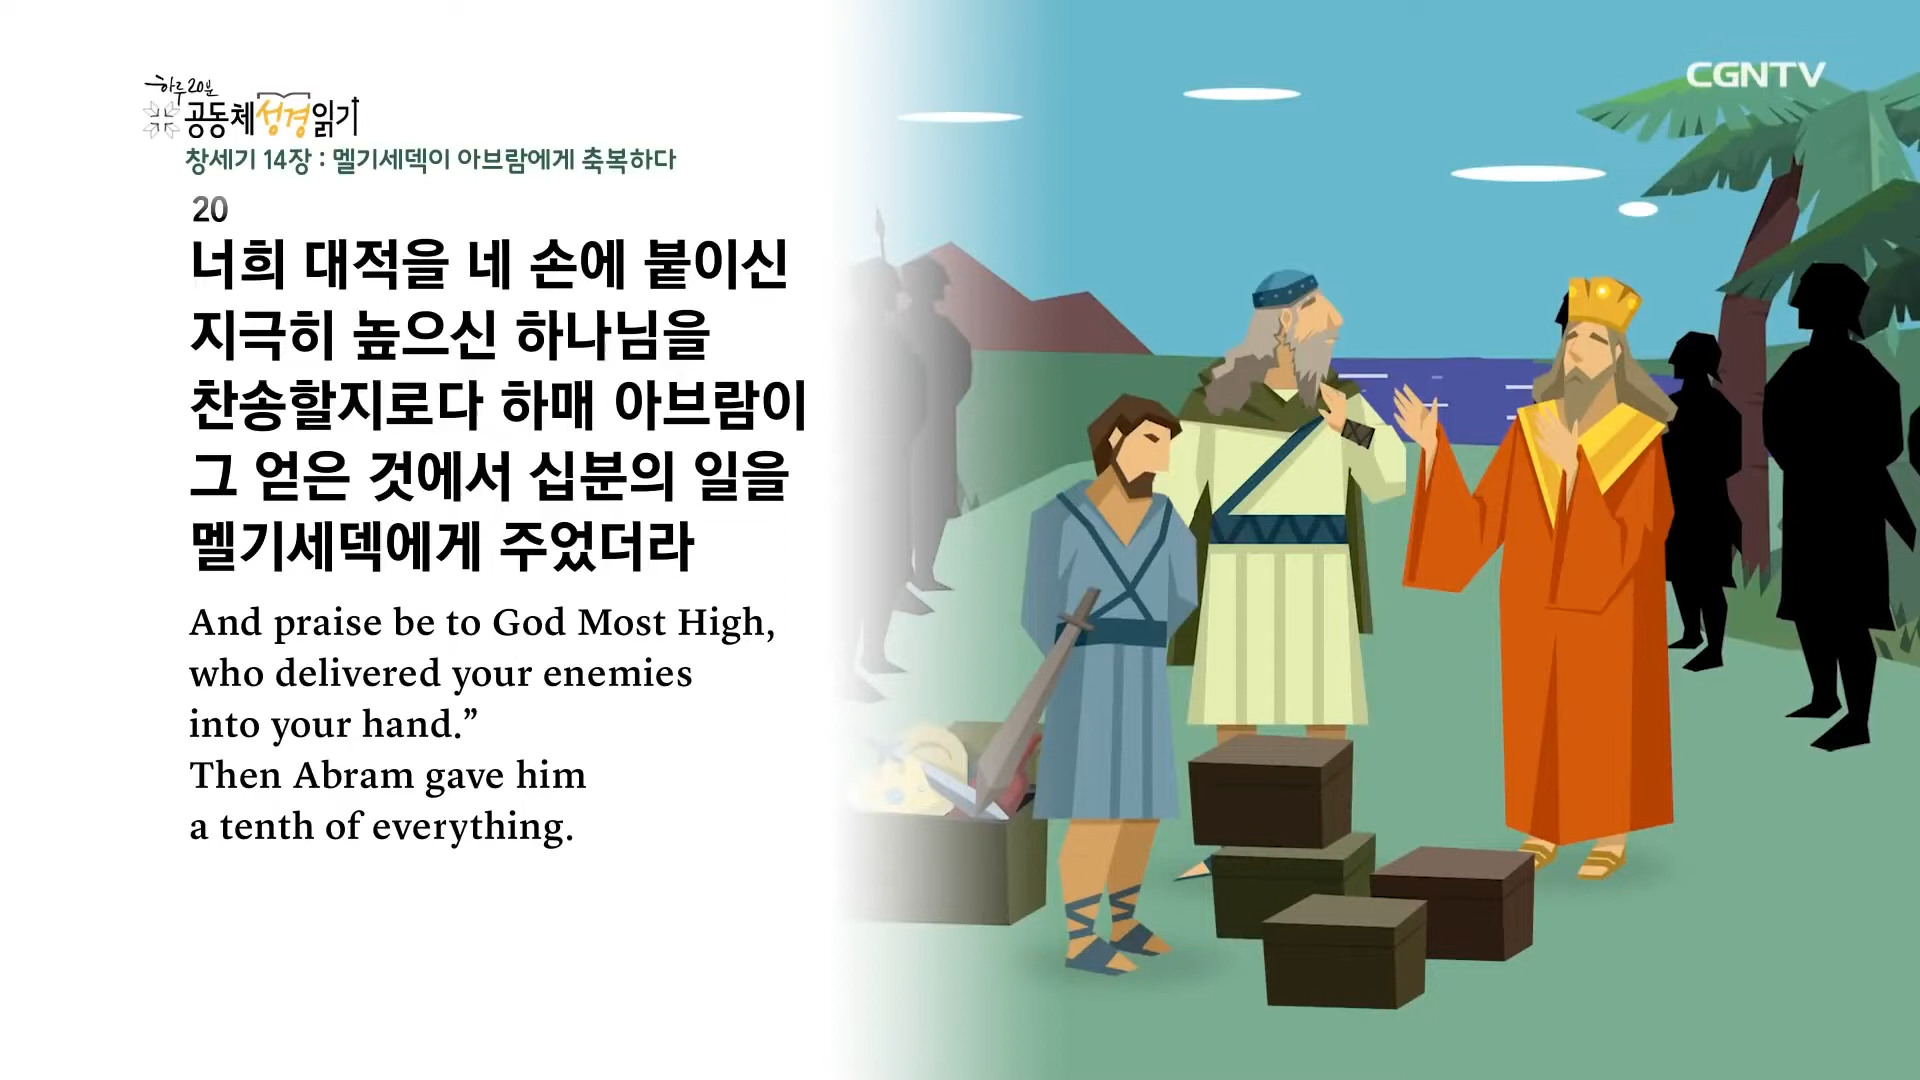 하루 20분
공동체성경읽기
CGNTV
창세기 14장 : 멜기세덱이 아브람에게 축복하다
20
너희 대적을 네 손에 붙이신
지극히 높으신 하나님을
찬송할지로다 하매 아브람이
그 얻은 것에서 십분의 일을
멜기세덱에게 주었더라
And praise be to God Most High,
who delivered your enemies
into your hand.”
Then Abram gave him
a tenth of everything.